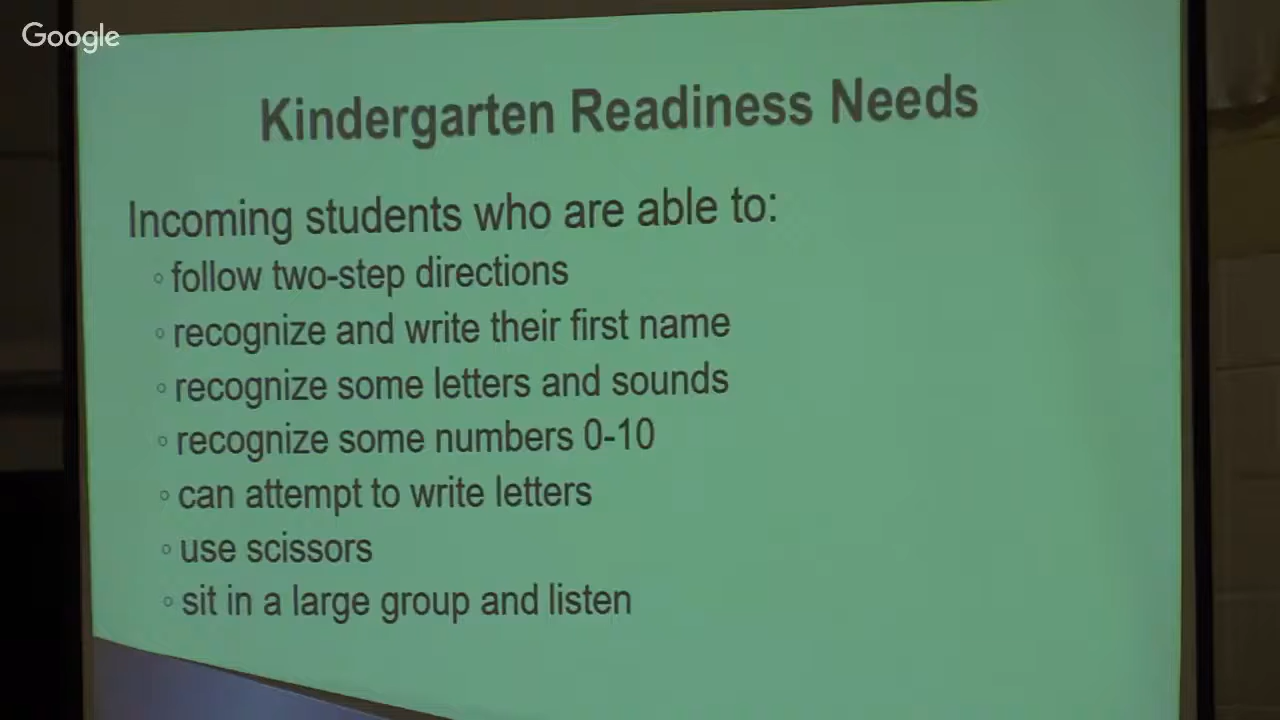 Google
Kindergarten Readiness Needs
Incoming students who are able to:
◦ follow two-step directions
◦ recognize and write their first name
◦ recognize some letters and sounds
◦ recognize some numbers 0-10
◦ can attempt to write letters
◦ use scissors
◦ sit in a large group and listen